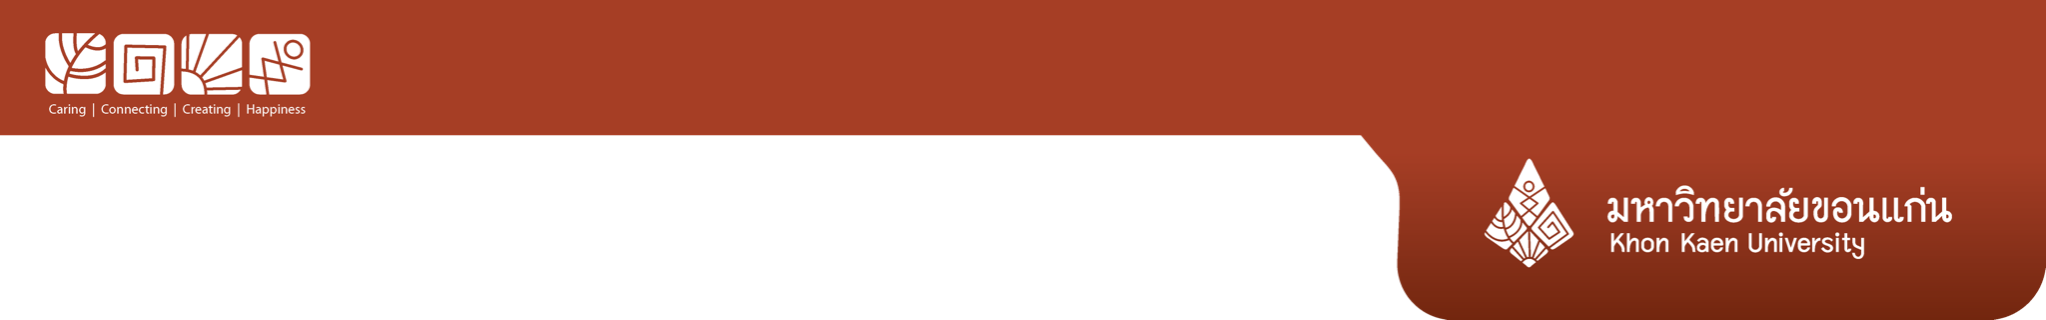 Caring | Connecting | Creating | Happiness
มหาวิทยาลัยขอนแก่น
Khon Kaen University